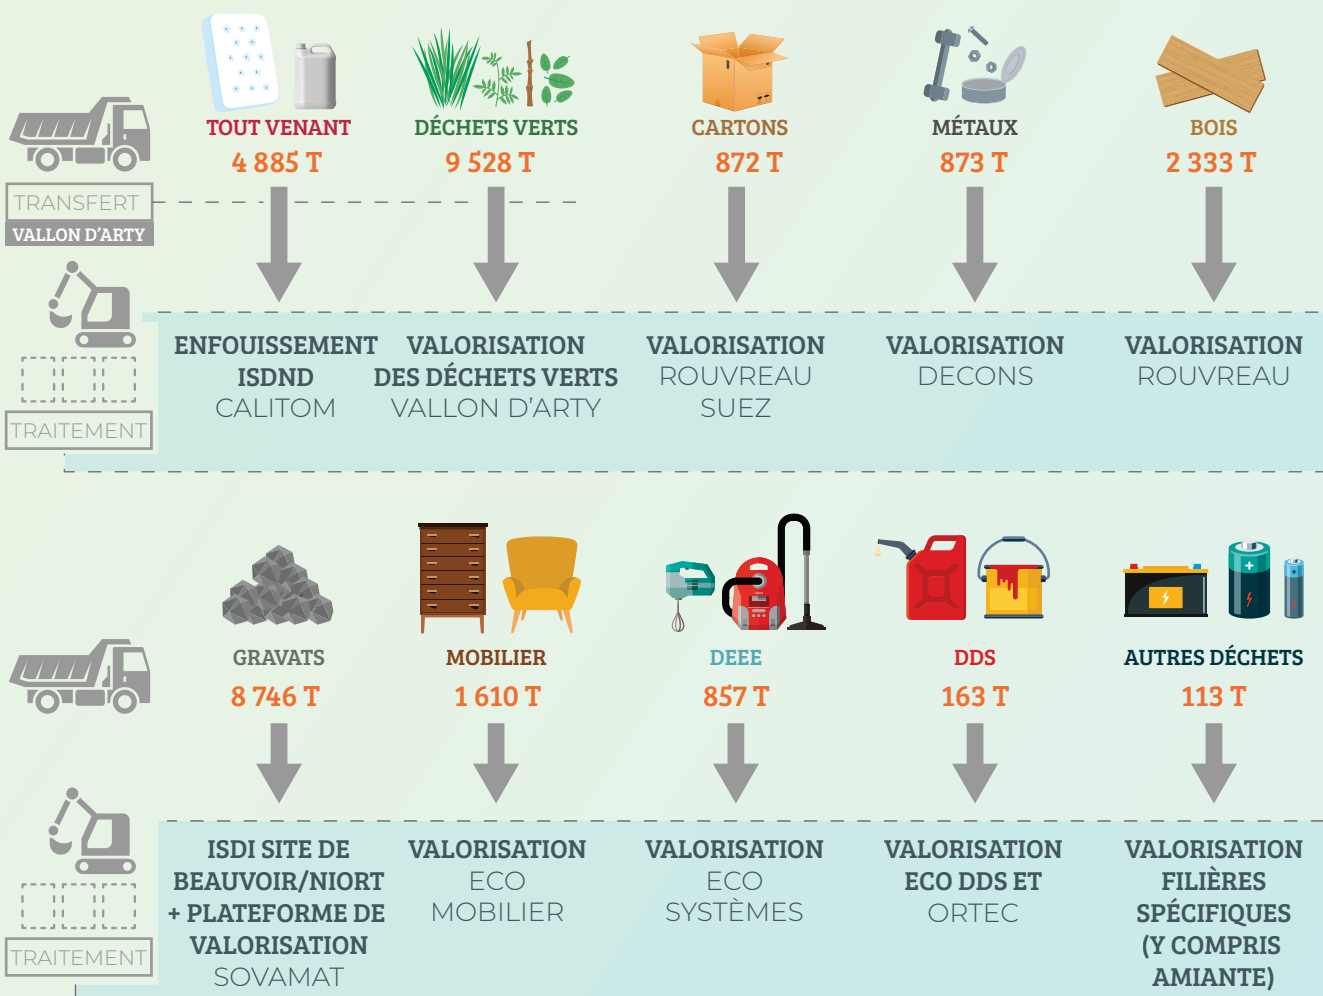 TOUT VENANT
4 885 T
DÉCHETS VERTS
9 528 T
CARTONS
872 T
MÉTAUX
873 T
BOIS
2 333 T
TRANSFERT
VALLON D'ARTY
TRAITEMENT
ENFOUISSEMENT
ISDND
CALITOM
VALORISATION
DES DÉCHETS VERTS
VALLON D'ARTY
VALORISATION
ROUVREAU
SUEZ
VALORISATION
DECONS
VALORISATION
ROUVREAU
GRAVATS
8 746 T
MOBILIER
1 610 T
DEEE
857 T
DDS
163 T
AUTRES DÉCHETS
113 T
TRAITEMENT
ISDI SITE DE
BEAUVOIR/NIORT
+ PLATEFORME DE
VALORISATION
SOVAMAT
VALORISATION
ECO
MOBILIER
VALORISATION
ECO
SYSTÈMES
VALORISATION
ECO DDS ET
ORTEC
VALORISATION
FILIÈRES
SPÉCIFIQUES
(Y COMPRIS
AMIANTE)